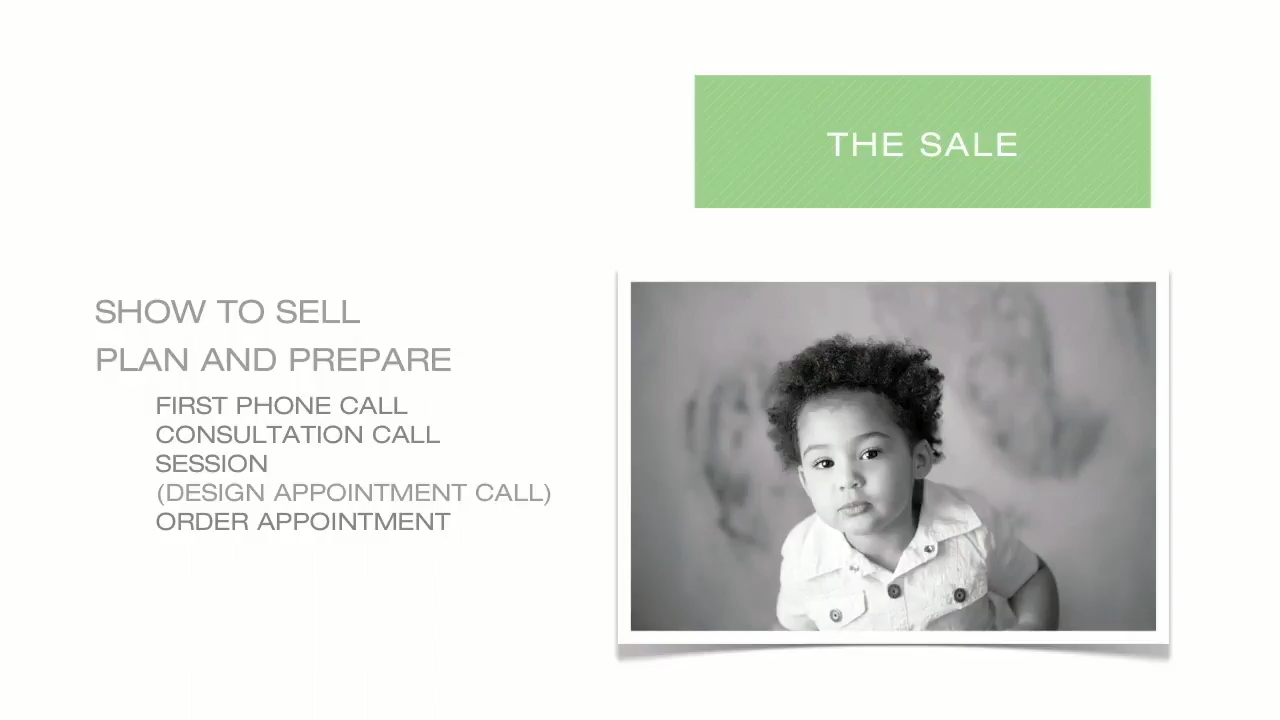 THE SALE
SHOW TO SELL
PLAN AND PREPARE
FIRST PHONE CALL
CONSULTATION CALL
SESSION
(DESIGN APPOINTMENT CALL)
ORDER APPOINTMENT